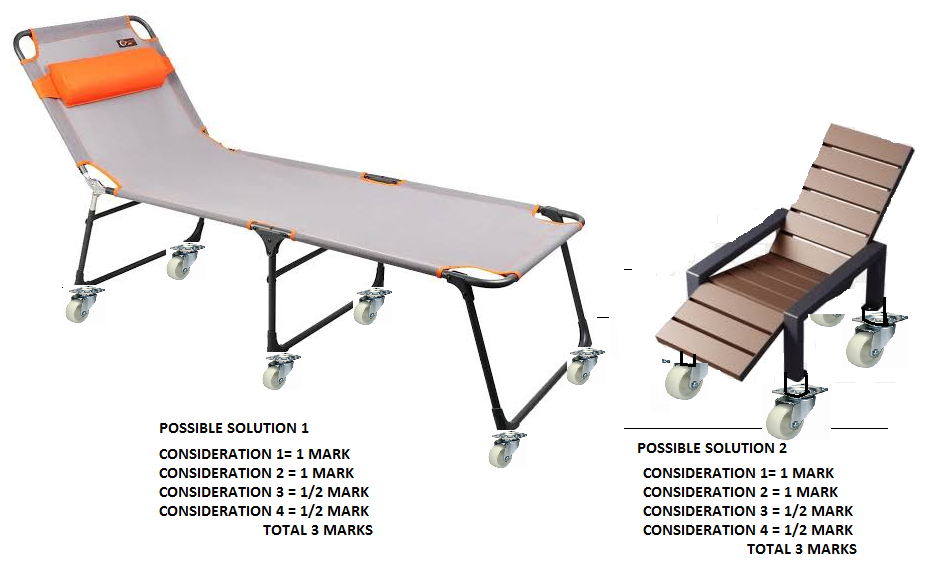 POSSIBLE SOLUTION 1
CONSIDERATION 1= 1 MARK
CONSIDERATION 2 = 1 MARK
CONSIDERATION 3 = 1/2 MARK
CONSIDERATION 4 = 1/2 MARK
TOTAL 3 MARKS
POSSIBLE SOLUTION 2
CONSIDERATION 1= 1 MARK
CONSIDERATION 2 = 1 MARK
CONSIDERATION 3 = 1/2 MARK
CONSIDERATION 4 = 1/2 MARK
TOTAL 3 MARKS